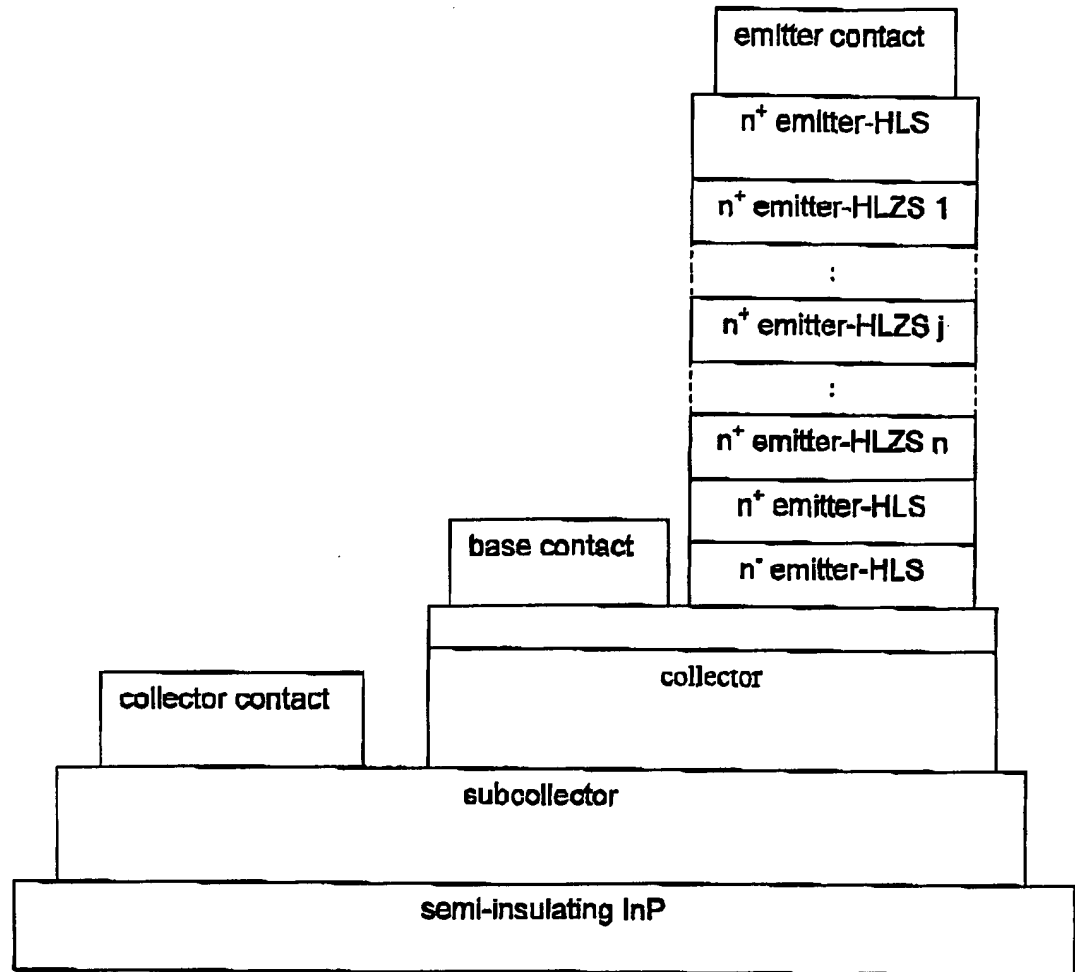 emitter contact
n⁺ emitter-HLS
n⁺ emitter-HLZS 1
:
n⁺ emitter-HLZS j
:
n⁺ emitter-HLZS n
n⁺ emitter-HLS
n⁻ emitter-HLS
base contact
collector
collector contact
subcollector
semi-insulating InP